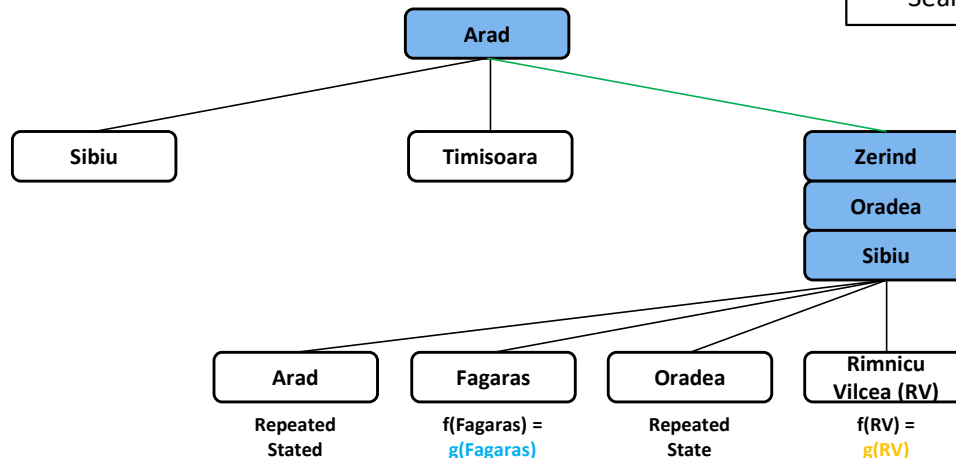 Arad
Sibiu
Timisoara
Zerind
Oradea
Sibiu
Arad
Fagaras
Oradea
Rimnicu
Vilcea (RV)
Repeated
Stated
f(Fagaras) =
g(Fagaras)
Repeated
State
f(RV) =
g(RV)